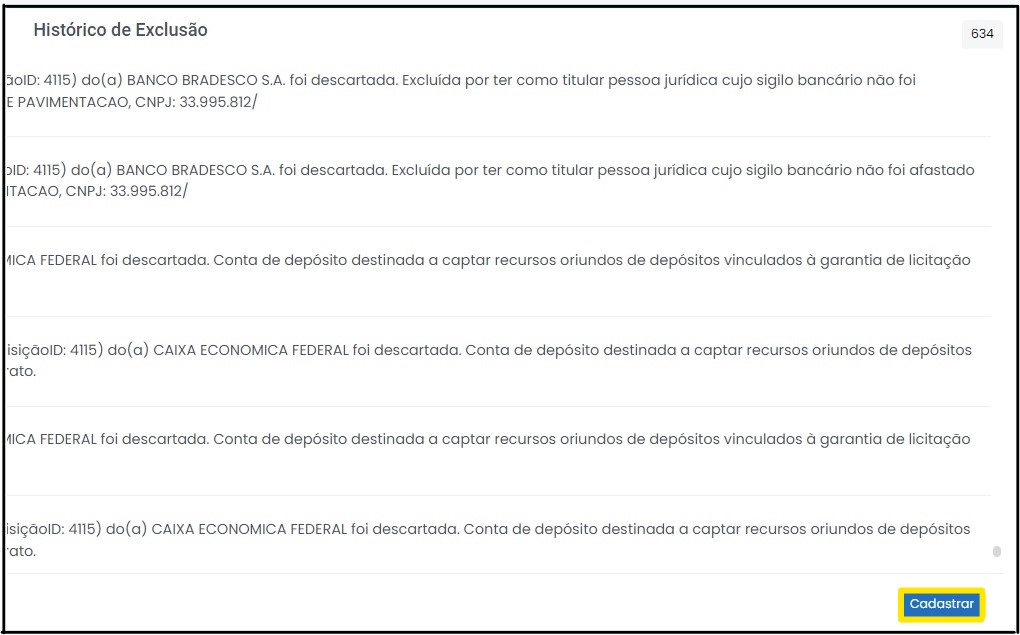 Histórico de Exclusão
634
ãoID: 4115) do(a) BANCO BRADESCO S.A. foi descartada. Excluída por ter como titular pessoa jurídica cujo sigilo bancário não foi
E PAVIMENTACAO, CNPJ: 33.995.812/
oID: 4115) do(a) BANCO BRADESCO S.A. foi descartada. Excluída por ter como titular pessoa jurídica cujo sigilo bancário não foi afastado
ITACAO, CNPJ: 33.995.812/
MICA FEDERAL foi descartada. Conta de depósito destinada a captar recursos oriundos de depósitos vinculados à garantia de licitação
isiçãoID: 4115) do(a) CAIXA ECONOMICA FEDERAL foi descartada. Conta de depósito destinada a captar recursos oriundos de depósitos
rato.
MICA FEDERAL foi descartada. Conta de depósito destinada a captar recursos oriundos de depósitos vinculados à garantia de licitação
isiçãoID: 4115) do(a) CAIXA ECONOMICA FEDERAL foi descartada. Conta de depósito destinada a captar recursos oriundos de depósitos
rato.
Cadastrar